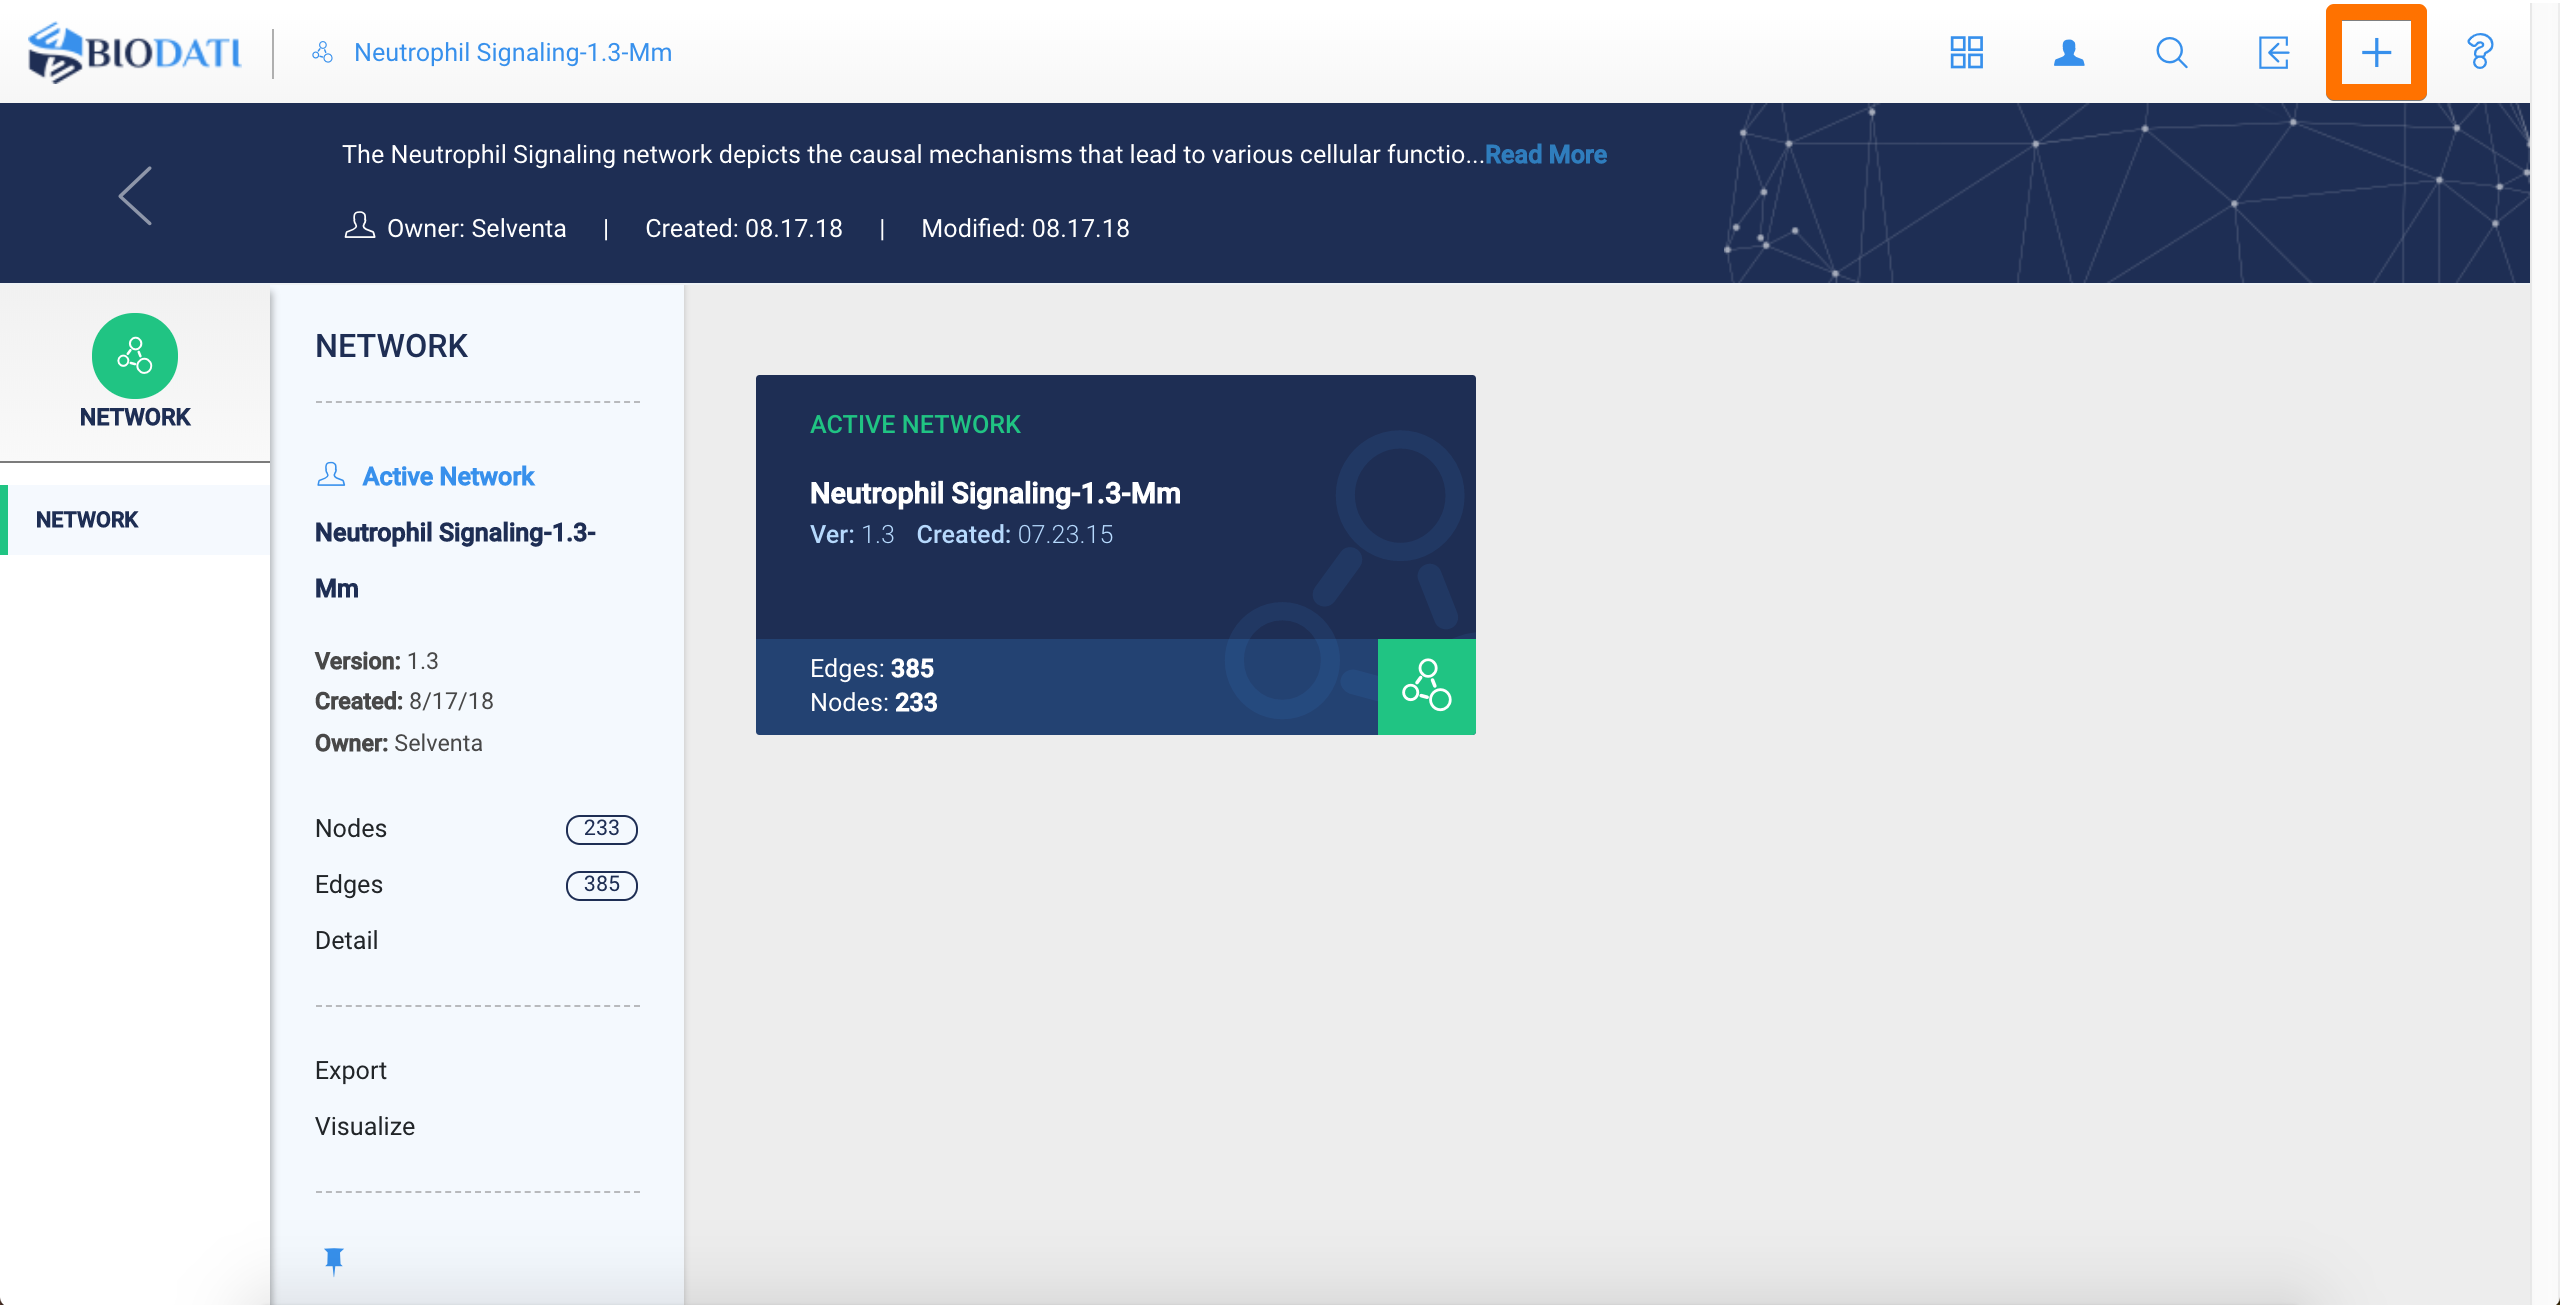 BIODATI
Neutrophil Signaling-1.3-Mm
The Neutrophil Signaling network depicts the causal mechanisms that lead to various cellular functio...Read More
Owner: Selventa | Created: 08.17.18 | Modified: 08.17.18
NETWORK
NETWORK
NETWORK
Active Network
Neutrophil Signaling-1.3-
Mm
Version: 1.3
Created: 8/17/18
Owner: Selventa
Nodes 233
Edges 385
Detail
Export
Visualize
ACTIVE NETWORK
Neutrophil Signaling-1.3-Mm
Ver: 1.3 Created: 07.23.15
Edges: 385
Nodes: 233